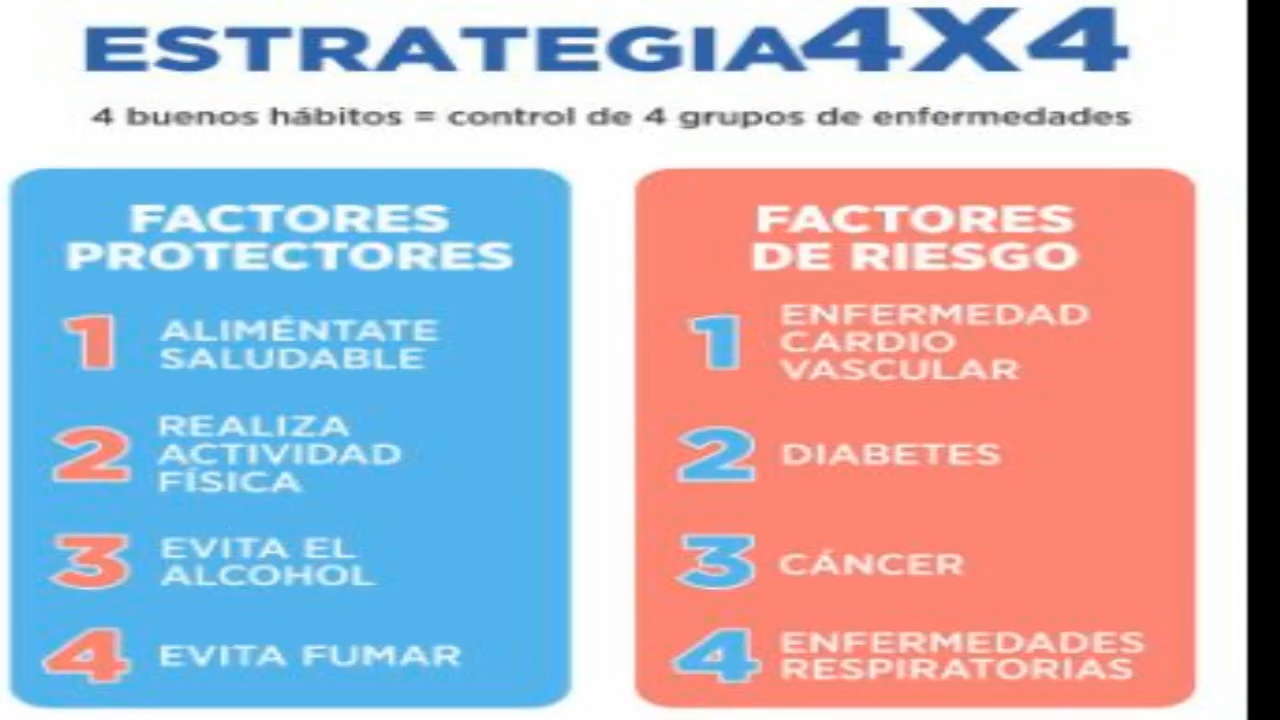 ESTRATEGIA4X4
4 buenos hábitos = control de 4 grupos de enfermedades
FACTORES
PROTECTORES
1 ALIMÉNTATE
SALUDABLE
2 REALIZA
ACTIVIDAD
FÍSICA
3 EVITA EL
ALCOHOL
4 EVITA FUMAR
FACTORES
DE RIESGO
1 ENFERMEDAD
CARDIO
VASCULAR
2 DIABETES
3 CÁNCER
4 ENFERMEDADES
RESPIRATORIAS